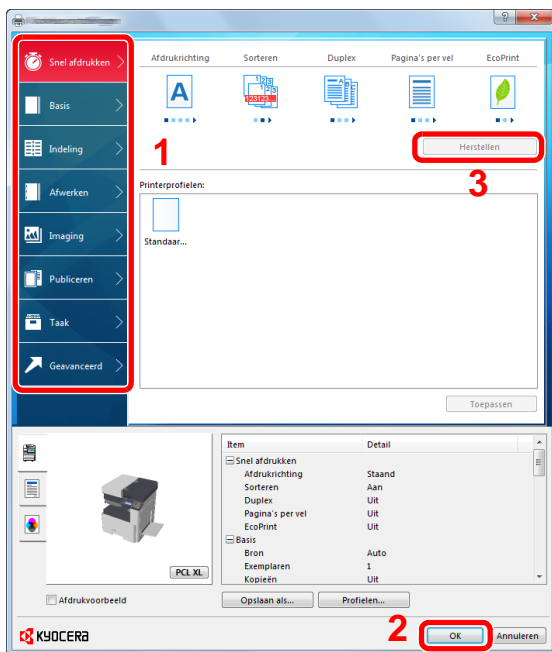 Snel afdrukken
Basis
Indeling
Afwerken
Imaging
Publiceren
Taak
Geavanceerd
1
Afdrukrichting Sorteren Duplex Pagina's per vel EcoPrint
A 123 123123
Herstellen
3
Printerprofielen:
Standaar...
Toepassen
Item Detail
Snel afdrukken
Afdrukrichting Staand
Sorteren Aan
Duplex Uit
Pagina's per vel Uit
EcoPrint Uit
Basis
Bron Auto
Exemplaren 1
Kopieën Uit
PCL XL
Afdrukvoorbeeld Opslaan als... Profielen...
KYOCERA 2 OK Annuleren